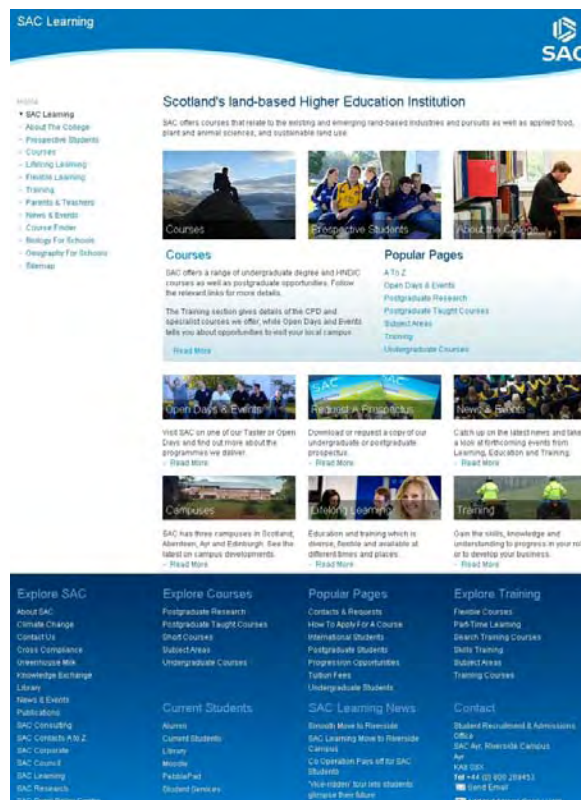 SAC Learning
SAC
Home
SAC Learning
About The College
Prospective Students
Courses
Lifelong Learning
Flexible Learning
Training
Parents & Teachers
News & Events
Course Finder
Biology For Schools
Geography For Schools
Sitemap
Scotland's land-based Higher Education Institution
SAC offers courses that relate to the existing and emerging land-based industries and pursuits as well as applied food,
plant and animal sciences, and sustainable land use.
Courses
Prospective Students
About the College
Courses
SAC offers a range of undergraduate degree and HND/C
courses as well as postgraduate opportunities. Follow
the relevant links for more details.
The Training section gives details of the CPD and
specialist courses we offer, while Open Days and Events
tells you about opportunities to visit your local campus.
Read More
Popular Pages
A To Z
Open Days & Events
Postgraduate Research
Postgraduate Taught Courses
Subject Areas
Training
Undergraduate Courses
Open Days & Events
Visit SAC on one of our Taster or Open
Days and find out more about the
programmes we deliver.
Read More
SAC
Request A Prospectus
Download or request a copy of our
undergraduate or postgraduate
prospectus.
Read More
News & Events
Catch up on the latest news and take
a look at forthcoming events from
Learning, Education and Training.
Read More
Campuses
SAC has three campuses in Scotland,
Aberdeen, Ayr and Edinburgh. See the
latest on campus developments.
Read More
Lifelong Learning
Education and training which is
diverse, flexible and available at
different times and places.
Read More
Training
Gain the skills, knowledge and
understanding to progress in your rol
or to develop your business.
Read More
Explore SAC
About SAC
Climate Change
Contact Us
Cross Compliance
Greenhouse Milk
Knowledge Exchange
Library
News & Events
Publications
SAC Consulting
SAC Contacts A to Z
SAC Corporate
SAC Council
SAC Learning
SAC Research
Explore Courses
Postgraduate Research
Postgraduate Taught Courses
Short Courses
Subject Areas
Undergraduate Courses
Current Students
Alumni
Current Students
Library
Moodle
PebblePad
Student Services
Popular Pages
Contacts & Requests
How To Apply For A Course
International Students
Postgraduate Students
Progression Opportunities
Tuition Fees
Undergraduate Students
SAC Learning News
Smooth Move to Riverside
SAC Learning Move to Riverside
Campus
Co Operation Pays off for SAC
Students
'Vice-ridden' tour lets students
glimpse their future
Explore Training
Flexible Courses
Part-Time Learning
Search Training Courses
Skills Training
Subject Areas
Training Courses
Contact
Student Recruitment & Admissions
Office
SAC Ayr, Riverside Campus
Ayr
Tel +44 (0) 800 269453
Send Email